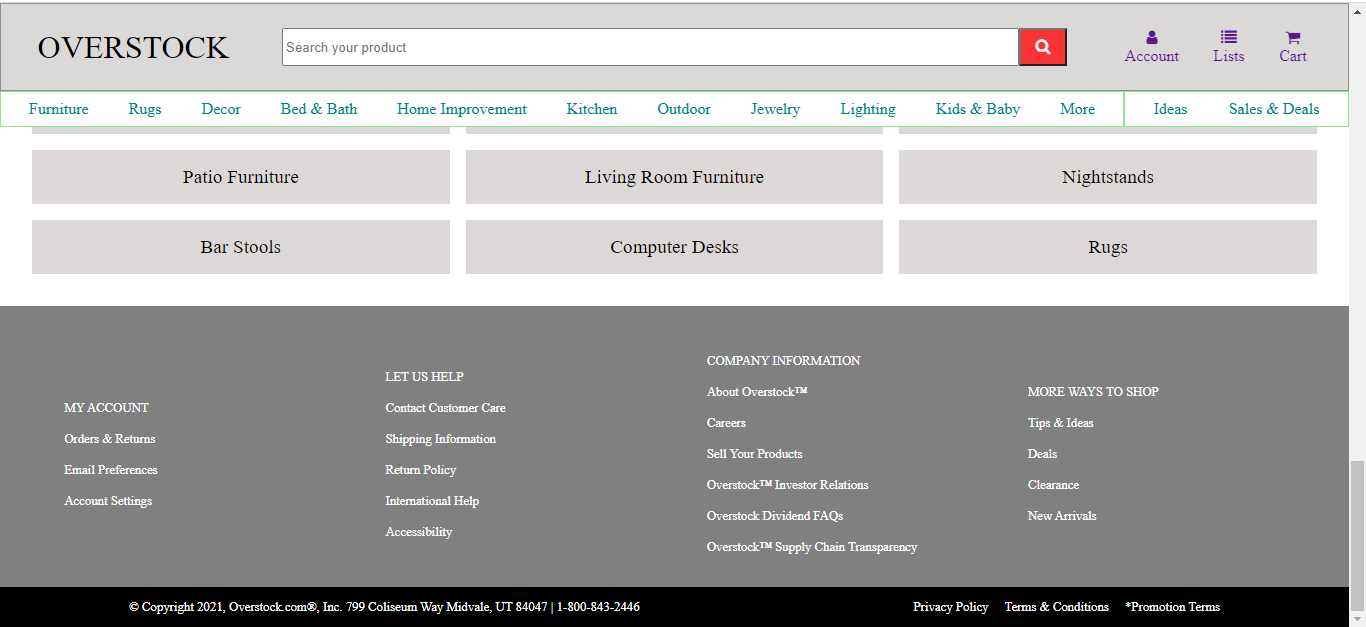 OVERSTOCK
Search your product
Account Lists Cart
Furniture Rugs Decor Bed & Bath Home Improvement Kitchen Outdoor Jewelry Lighting Kids & Baby More Ideas Sales & Deals
Patio Furniture Living Room Furniture Nightstands
Bar Stools Computer Desks Rugs
MY ACCOUNT
Orders & Returns
Email Preferences
Account Settings
LET US HELP
Contact Customer Care
Shipping Information
Return Policy
International Help
Accessibility
COMPANY INFORMATION
About Overstock™
Careers
Sell Your Products
Overstock™ Investor Relations
Overstock Dividend FAQs
Overstock™ Supply Chain Transparency
MORE WAYS TO SHOP
Tips & Ideas
Deals
Clearance
New Arrivals
© Copyright 2021, Overstock.com®, Inc. 799 Coliseum Way Midvale, UT 84047 | 1-800-843-2446
Privacy Policy Terms & Conditions *Promotion Terms